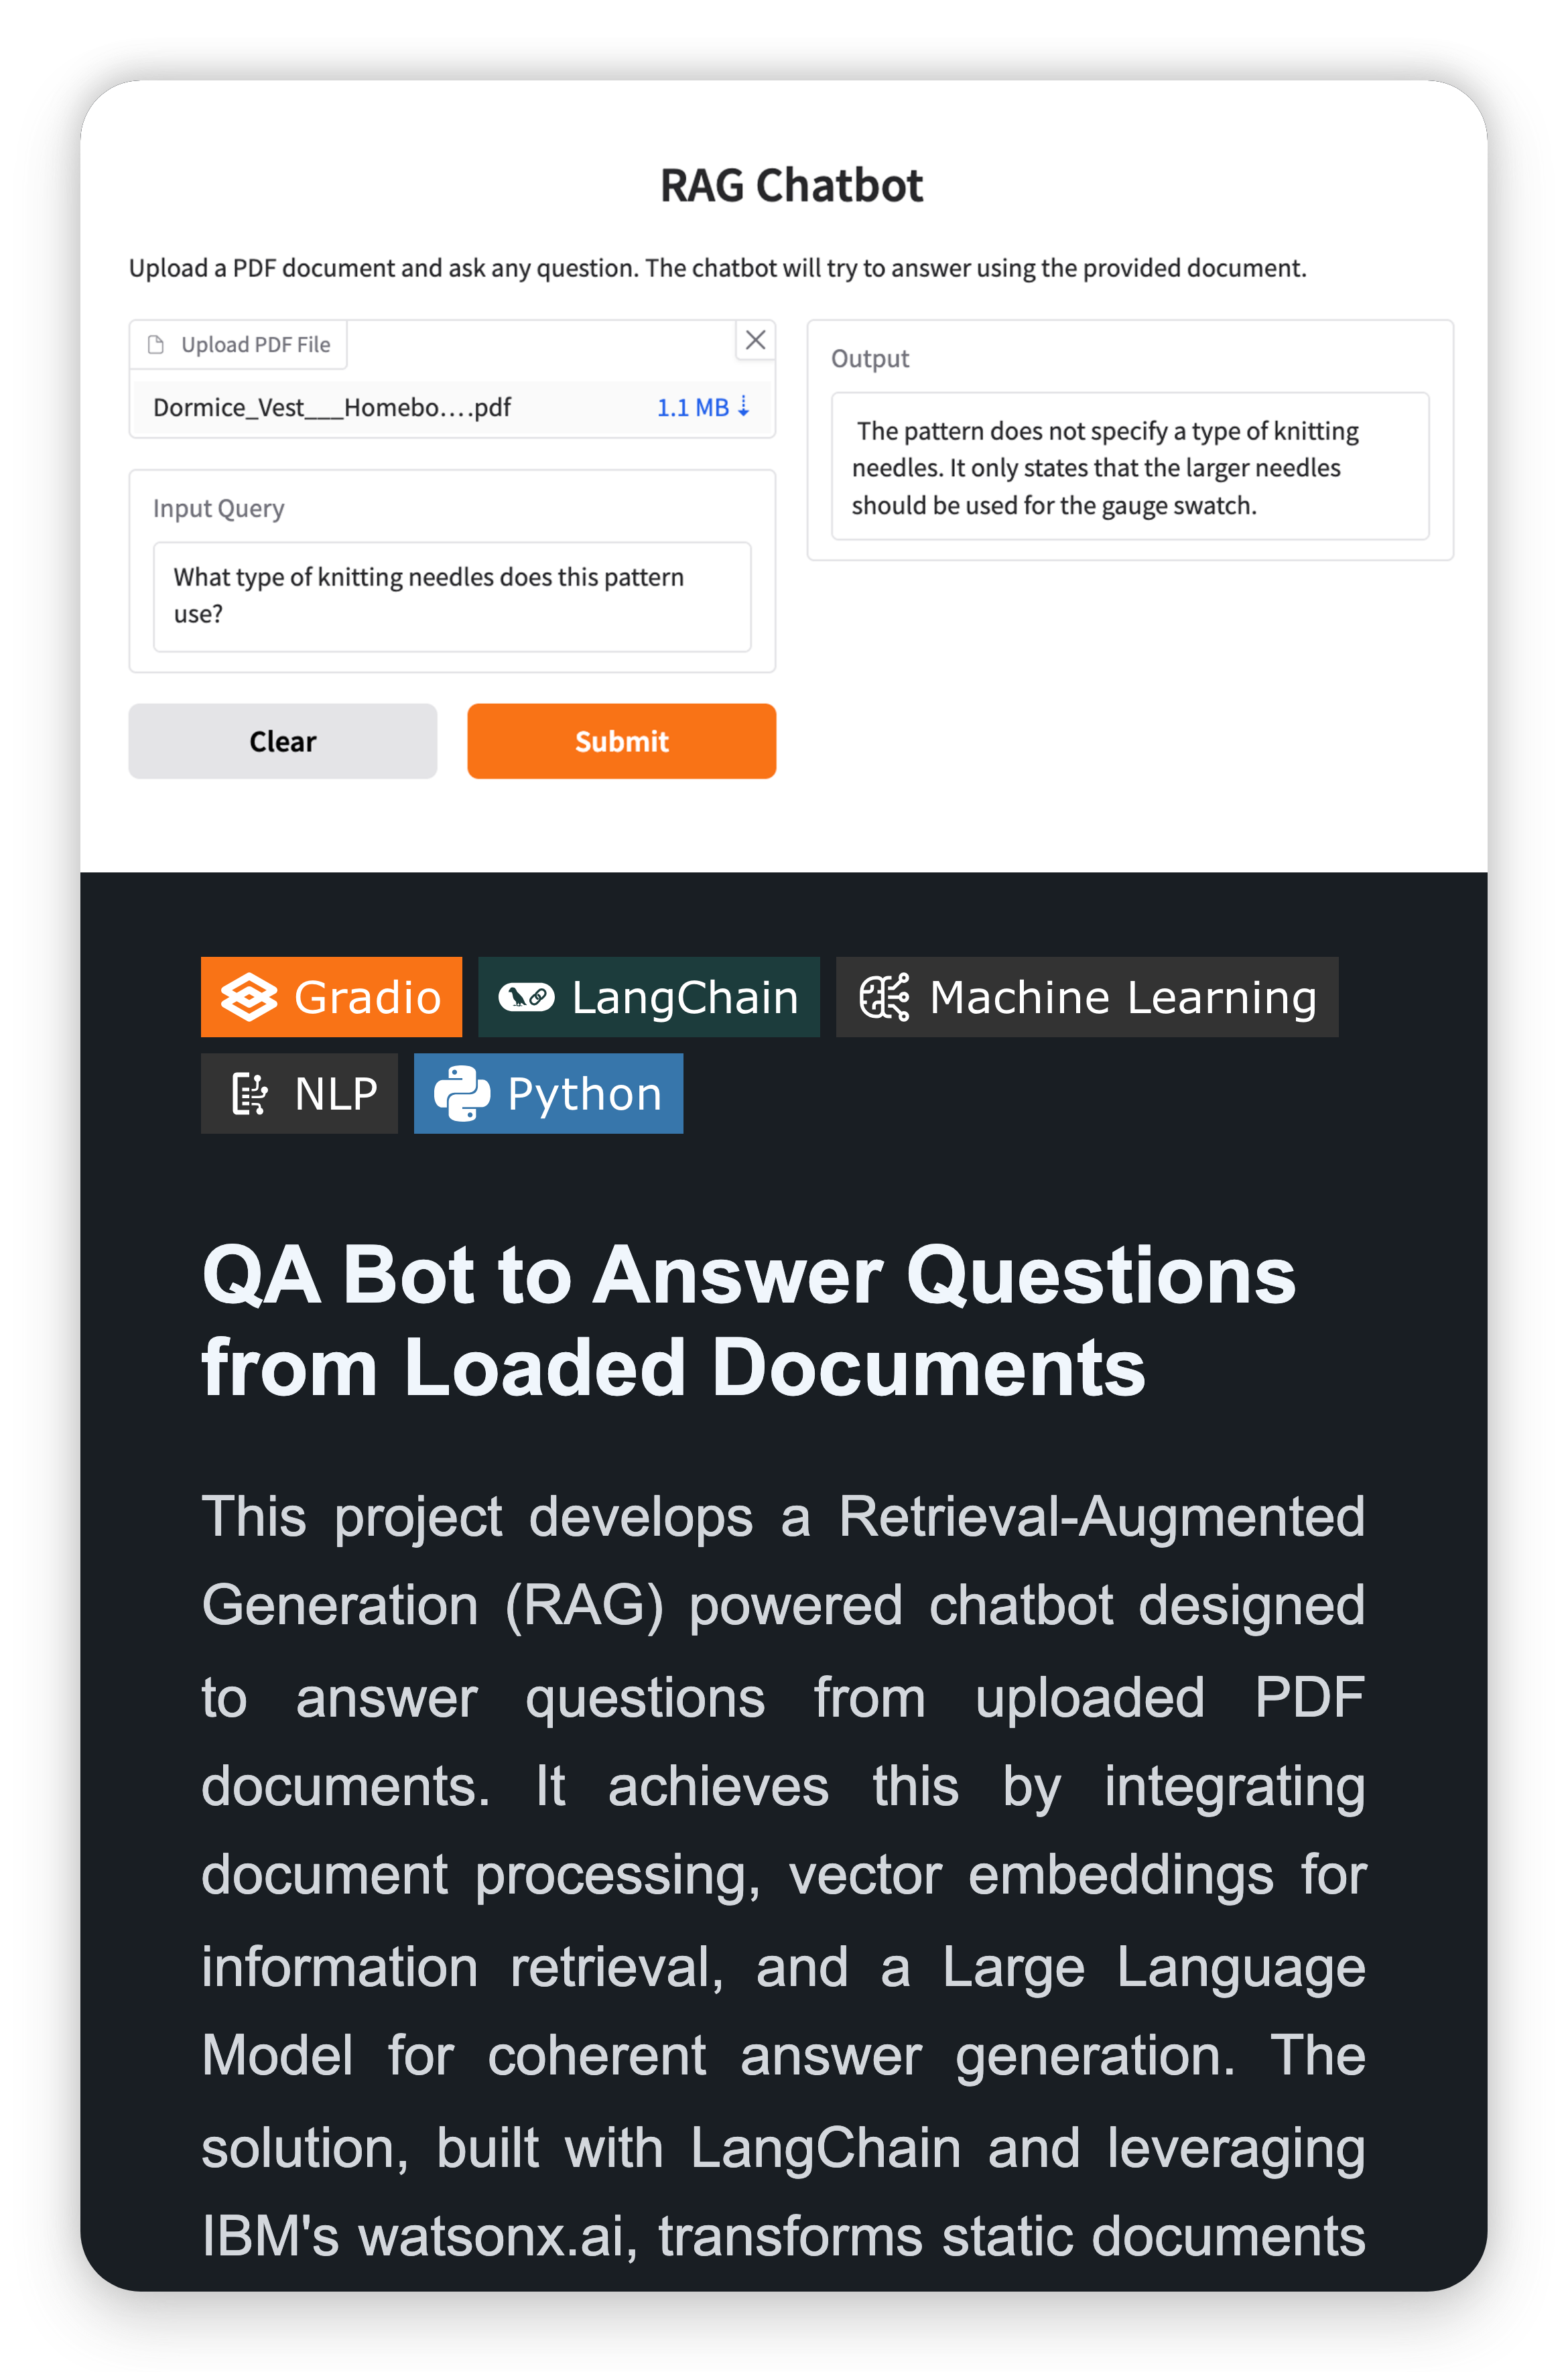 RAG Chatbot
Upload a PDF document and ask any question. The chatbot will try to answer using the provided document.
Upload PDF File
Dormice_Vest___Homebo....pdf 1.1 MB ⇣
Input Query
What type of knitting needles does this pattern
use?
Clear
Submit
Output
The pattern does not specify a type of knitting
needles. It only states that the larger needles
should be used for the gauge swatch.
Gradio
LangChain
Machine Learning
NLP
Python
QA Bot to Answer Questions
from Loaded Documents
This project develops a Retrieval-Augmented
Generation (RAG) powered chatbot designed
to answer questions from uploaded PDF
documents. It achieves this by integrating
document processing, vector embeddings for
information retrieval, and a Large Language
Model for coherent answer generation. The
solution, built with LangChain and leveraging
IBM's watsonx.ai, transforms static documents